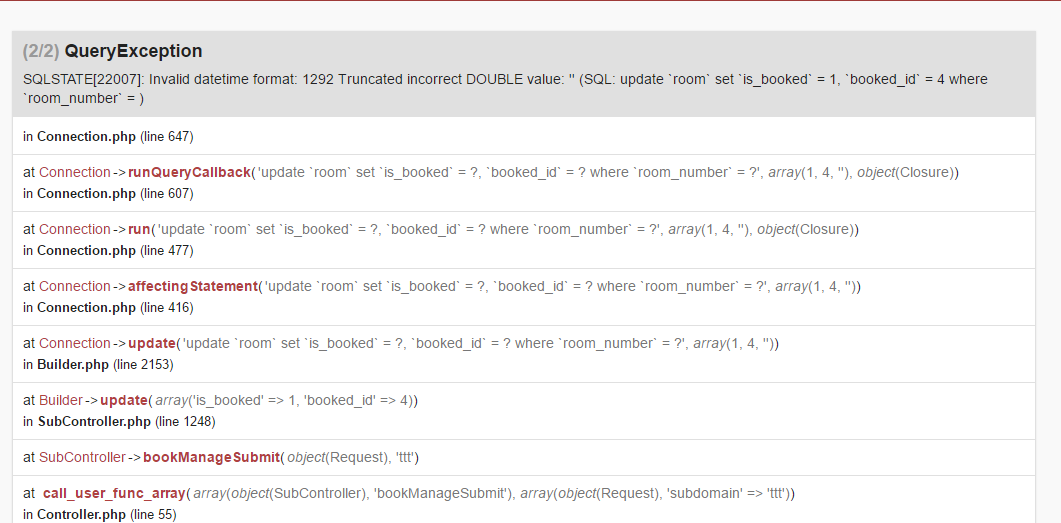 (2/2) QueryException
SQLSTATE[22007]: Invalid datetime format: 1292 Truncated incorrect DOUBLE value: '' (SQL: update `room` set `is_booked` = 1, `booked_id` = 4 where
`room_number` = )
in Connection.php (line 647)
at Connection->runQueryCallback('update `room` set `is_booked` = ?, `booked_id` = ? where `room_number` = ?', array(1, 4, ''), object(Closure))
in Connection.php (line 607)
at Connection->run('update `room` set `is_booked` = ?, `booked_id` = ? where `room_number` = ?', array(1, 4, ''), object(Closure))
in Connection.php (line 477)
at Connection->affectingStatement('update `room` set `is_booked` = ?, `booked_id` = ? where `room_number` = ?', array(1, 4, ''))
in Connection.php (line 416)
at Connection->update('update `room` set `is_booked` = ?, `booked_id` = ? where `room_number` = ?', array(1, 4, ''))
in Builder.php (line 2153)
at Builder->update(array('is_booked' => 1, 'booked_id' => 4))
in SubController.php (line 1248)
at SubController->bookManageSubmit(object(Request), 'ttt')
at call_user_func_array(array(object(SubController), 'bookManageSubmit'), array(object(Request), 'subdomain' => 'ttt'))
in Controller.php (line 55)